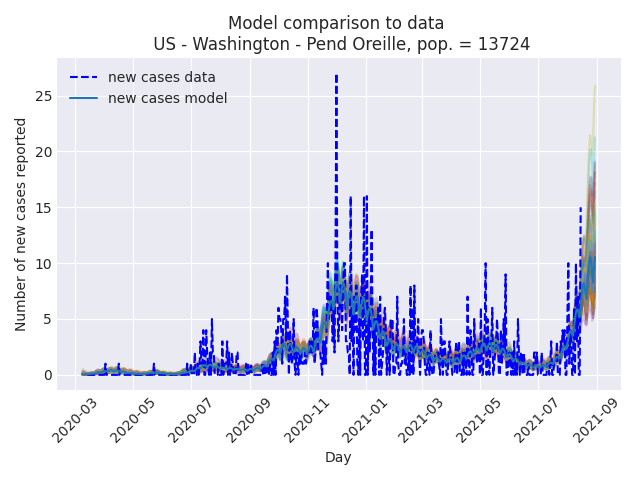 Model comparison to data
US - Washington - Pend Oreille, pop. = 13724
new cases data
new cases model
Number of new cases reported
25
20
15
10
5
0
2020-03
2020-05
2020-07
2020-09
2020-11
2021-01
2021-03
2021-05
2021-07
2021-09
Day